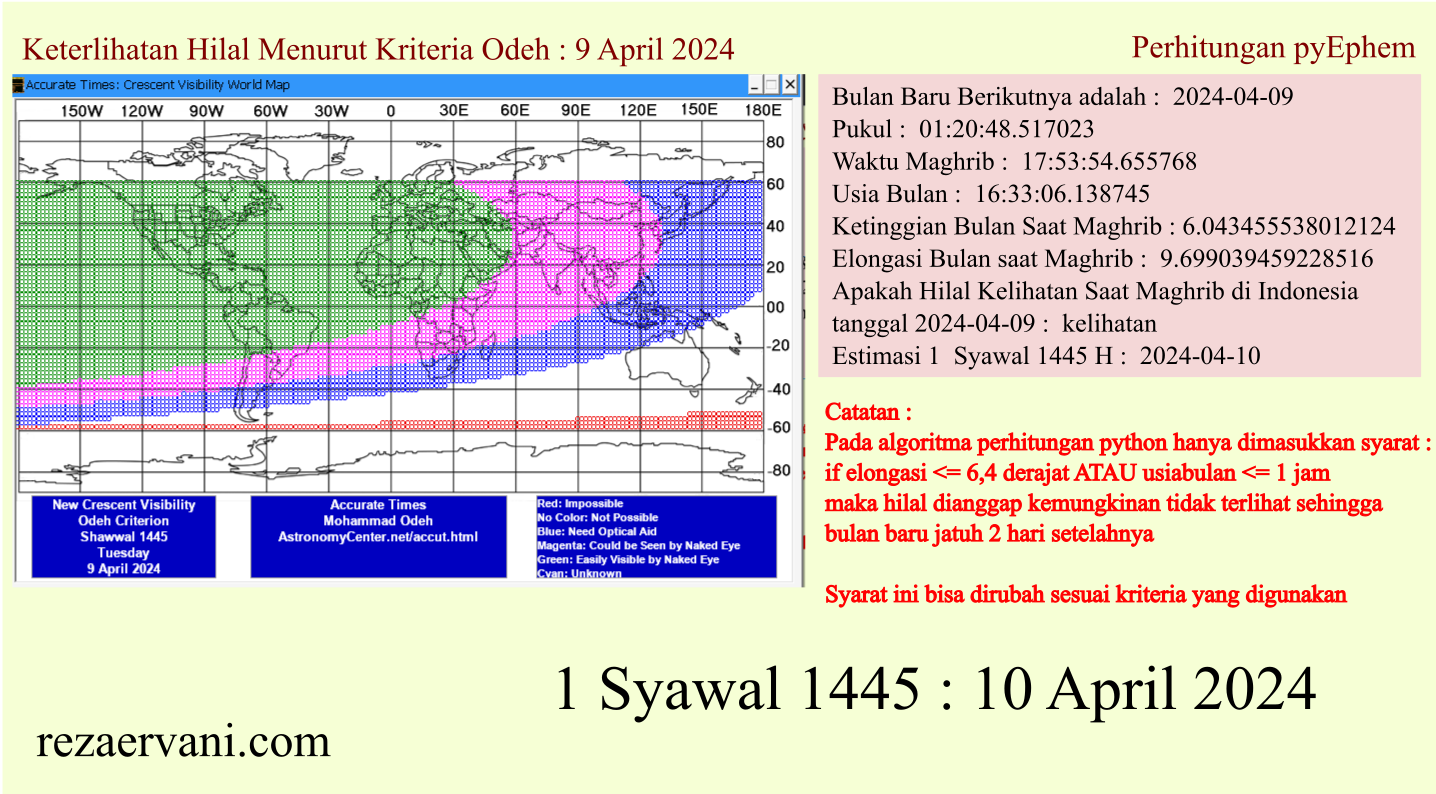 Keterlihatan Hilal Menurut Kriteria Odeh : 9 April 2024
Perhitungan pyEphem
Accurate Times: Crescent Visibility World Map
150W 120W 90W 60W 30W 0 30E 60E 90E 120E 150E 180E
80
60
40
20
00
-20
-40
-60
-80
New Crescent Visibility
Odeh Criterion
Shawwal 1445
Tuesday
9 April 2024
Accurate Times
Mohammad Odeh
AstronomyCenter.net/accut.html
Red: Impossible
No Color: Not Possible
Blue: Need Optical Aid
Magenta: Could be Seen by Naked Eye
Green: Easily Visible by Naked Eye
Cyan: Unknown
Bulan Baru Berikutnya adalah : 2024-04-09
Pukul : 01:20:48.517023
Waktu Maghrib : 17:53:54.655768
Usia Bulan : 16:33:06.138745
Ketinggian Bulan Saat Maghrib : 6.043455538012124
Elongasi Bulan saat Maghrib : 9.699039459228516
Apakah Hilal Kelihatan Saat Maghrib di Indonesia
tanggal 2024-04-09 : kelihatan
Estimasi 1 Syawal 1445 H : 2024-04-10
Catatan :
Pada algoritma perhitungan python hanya dimasukkan syarat :
if elongasi <= 6,4 derajat ATAU usiabulan <= 1 jam
maka hilal dianggap kemungkinan tidak terlihat sehingga
bulan baru jatuh 2 hari setelahnya
Syarat ini bisa dirubah sesuai kriteria yang digunakan
1 Syawal 1445 : 10 April 2024
rezaervani.com